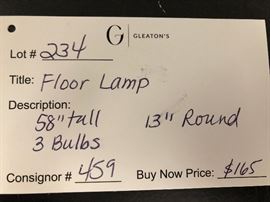 Lot # 234 G | GLEATON'S
Title: Floor Lamp
Description:
58" tall 13" Round
3 Bulbs
Consignor # 459 Buy Now Price: $165